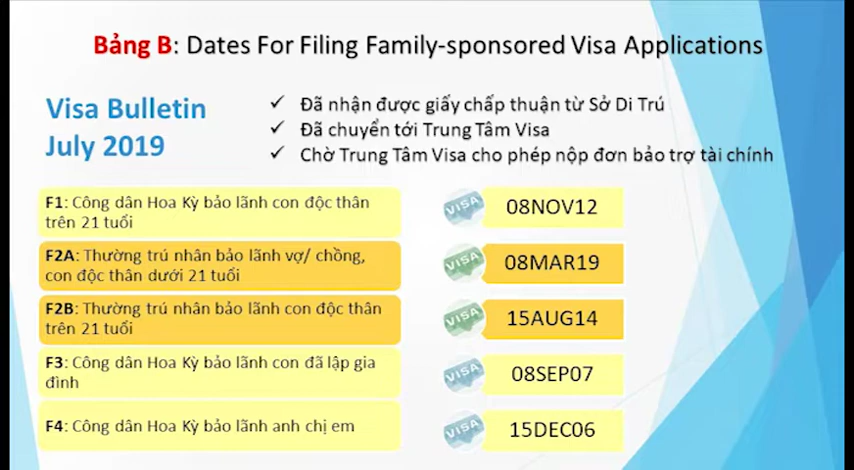 Bảng B: Dates For Filing Family-sponsored Visa Applications
Visa Bulletin
July 2019
✓ Đã nhận được giấy chấp thuận từ Sở Di Trú
✓ Đã chuyển tới Trung Tâm Visa
✓ Chờ Trung Tâm Visa cho phép nộp đơn bảo trợ tài chính
F1: Công dân Hoa Kỳ bảo lãnh con độc thân
trên 21 tuổi
VISA
08NOV12
F2A: Thường trú nhân bảo lãnh vợ/ chồng,
con độc thân dưới 21 tuổi
VISA
08MAR19
F2B: Thường trú nhân bảo lãnh con độc thân
trên 21 tuổi
VISA
15AUG14
F3: Công dân Hoa Kỳ bảo lãnh con đã lập gia
đình
VISA
08SEP07
F4: Công dân Hoa Kỳ bảo lãnh anh chị em
VISA
15DEC06